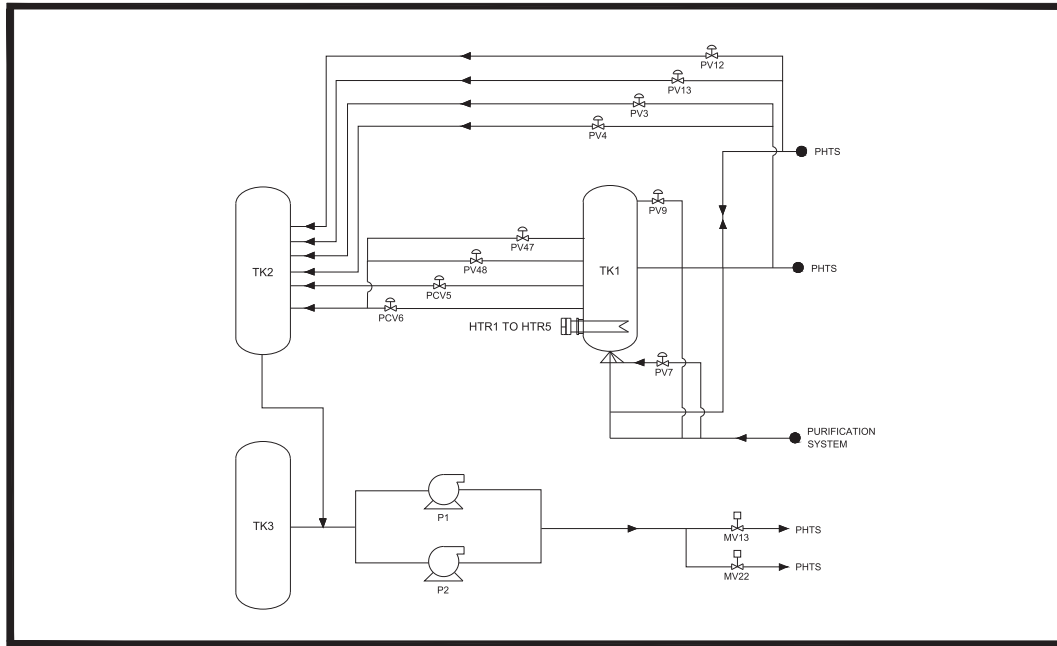 PV12
PV13
PV3
PV4
PHTS
PV9
TK2
PV47
TK1
PHTS
PV48
PCV5
PCV6
HTR1 TO HTR5
PV7
PURIFICATION
SYSTEM
P1
TK3
PHTS
MV13
PHTS
MV22
P2